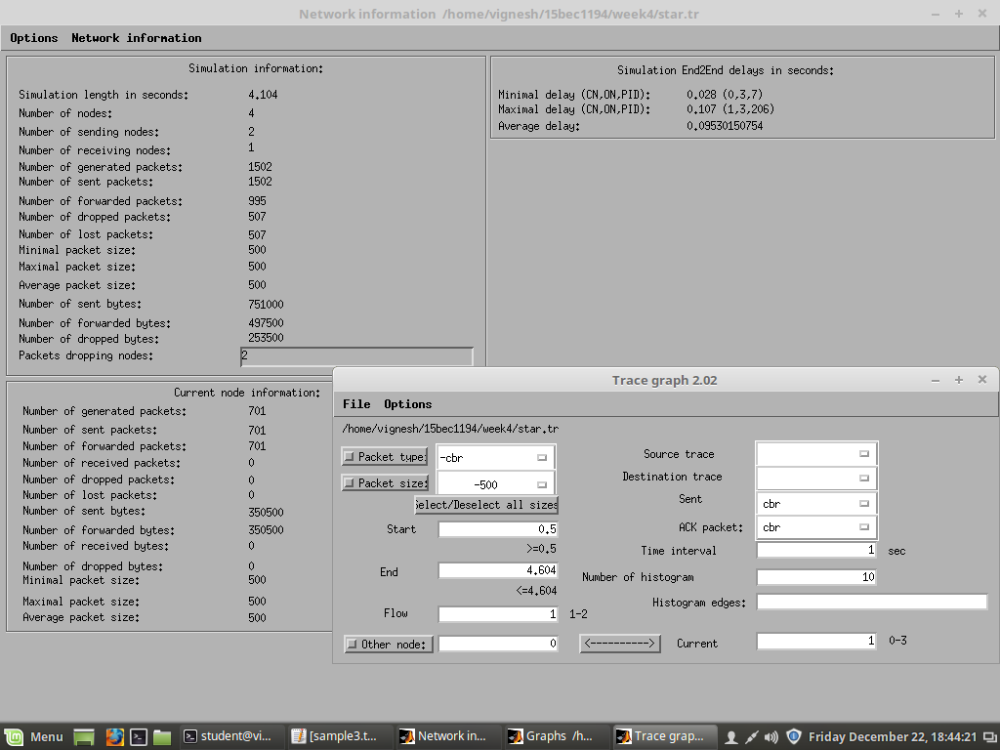 Network information  /home/vignesh/15bec1194/week4/star.tr
Options  Network information
Simulation information:
Simulation length in seconds: 4.104
Number of nodes: 4
Number of sending nodes: 2
Number of receiving nodes: 1
Number of generated packets: 1502
Number of sent packets: 1502
Number of forwarded packets: 995
Number of dropped packets: 507
Number of lost packets: 507
Minimal packet size: 500
Maximal packet size: 500
Average packet size: 500
Number of sent bytes: 751000
Number of forwarded bytes: 497500
Number of dropped bytes: 253500
Packets dropping nodes: 2
Simulation End2End delays in seconds:
Minimal delay (CN,ON,PID): 0.028 (0,3,7)
Maximal delay (CN,ON,PID): 0.107 (1,3,206)
Average delay: 0.09530150754
Current node information:
Number of generated packets: 701
Number of sent packets: 701
Number of forwarded packets: 701
Number of received packets: 0
Number of dropped packets: 0
Number of lost packets: 0
Number of sent bytes: 350500
Number of forwarded bytes: 350500
Number of received bytes: 0
Number of dropped bytes: 0
Minimal packet size: 500
Maximal packet size: 500
Average packet size: 500
Trace graph 2.02
File  Options
/home/vignesh/15bec1194/week4/star.tr
Packet type: -cbr
Packet size: -500
elect/Deselect all sizes
Start 0.5
>=0.5
End 4.604
<=4.604
Flow 1 1-2
Other node: 0 <---------->
Source trace
Destination trace
Sent cbr
ACK packet: cbr
Time interval 1 sec
Number of histogram 10
Histogram edges:
Current 1 0-3
Menu student@vi... [sample3.t... Network in... Graphs /h... Trace grap... Friday December 22, 18:44:21